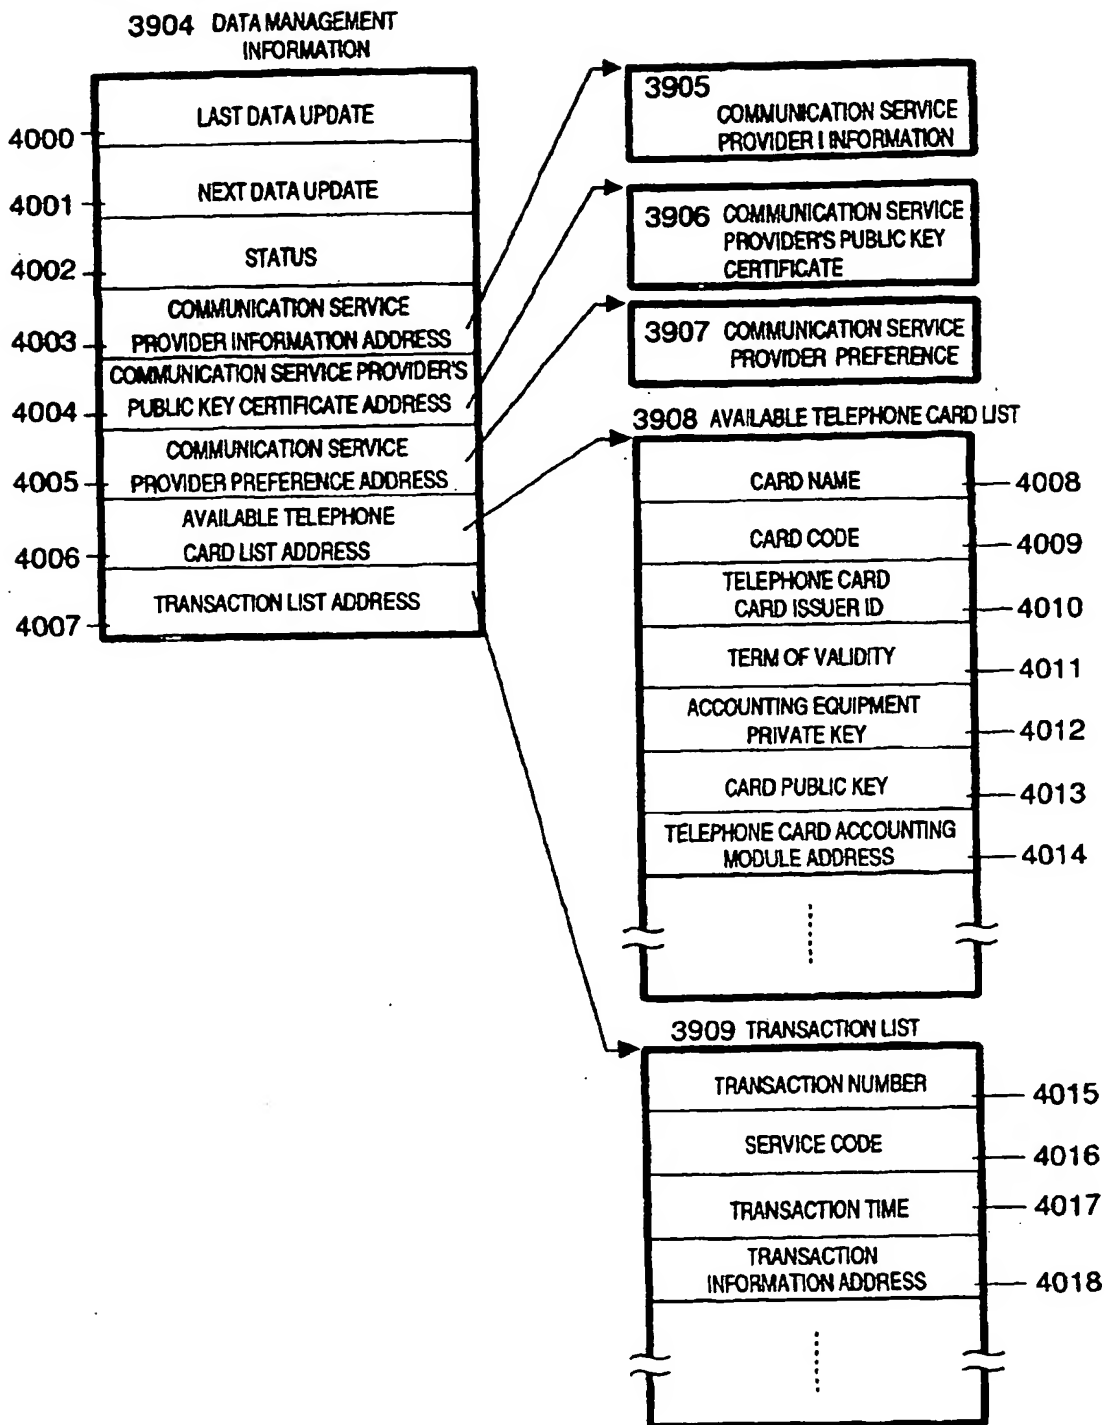 3904 DATA MANAGEMENT
INFORMATION
LAST DATA UPDATE
4000
NEXT DATA UPDATE
4001
STATUS
4002
COMMUNICATION SERVICE
PROVIDER INFORMATION ADDRESS
4003
COMMUNICATION SERVICE PROVIDER'S
PUBLIC KEY CERTIFICATE ADDRESS
4004
COMMUNICATION SERVICE
PROVIDER PREFERENCE ADDRESS
4005
AVAILABLE TELEPHONE
CARD LIST ADDRESS
4006
TRANSACTION LIST ADDRESS
4007
3905
COMMUNICATION SERVICE
PROVIDER I INFORMATION
3906 COMMUNICATION SERVICE
PROVIDER'S PUBLIC KEY
CERTIFICATE
3907 COMMUNICATION SERVICE
PROVIDER PREFERENCE
3908 AVAILABLE TELEPHONE CARD LIST
CARD NAME
4008
CARD CODE
4009
TELEPHONE CARD
CARD ISSUER ID
4010
TERM OF VALIDITY
4011
ACCOUNTING EQUIPMENT
PRIVATE KEY
4012
CARD PUBLIC KEY
4013
TELEPHONE CARD ACCOUNTING
MODULE ADDRESS
4014
3909 TRANSACTION LIST
TRANSACTION NUMBER
4015
SERVICE CODE
4016
TRANSACTION TIME
4017
TRANSACTION
INFORMATION ADDRESS
4018